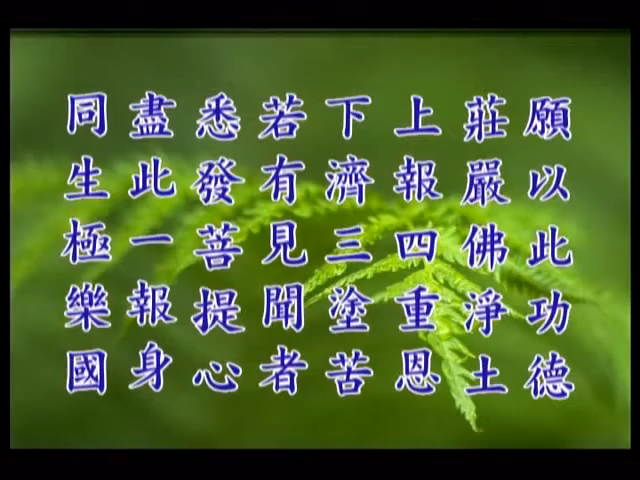 願以此功德
莊嚴佛淨土
上報四重恩
下濟三塗苦
若有見聞者
悉發菩提心
盡此一報身
同生極樂國